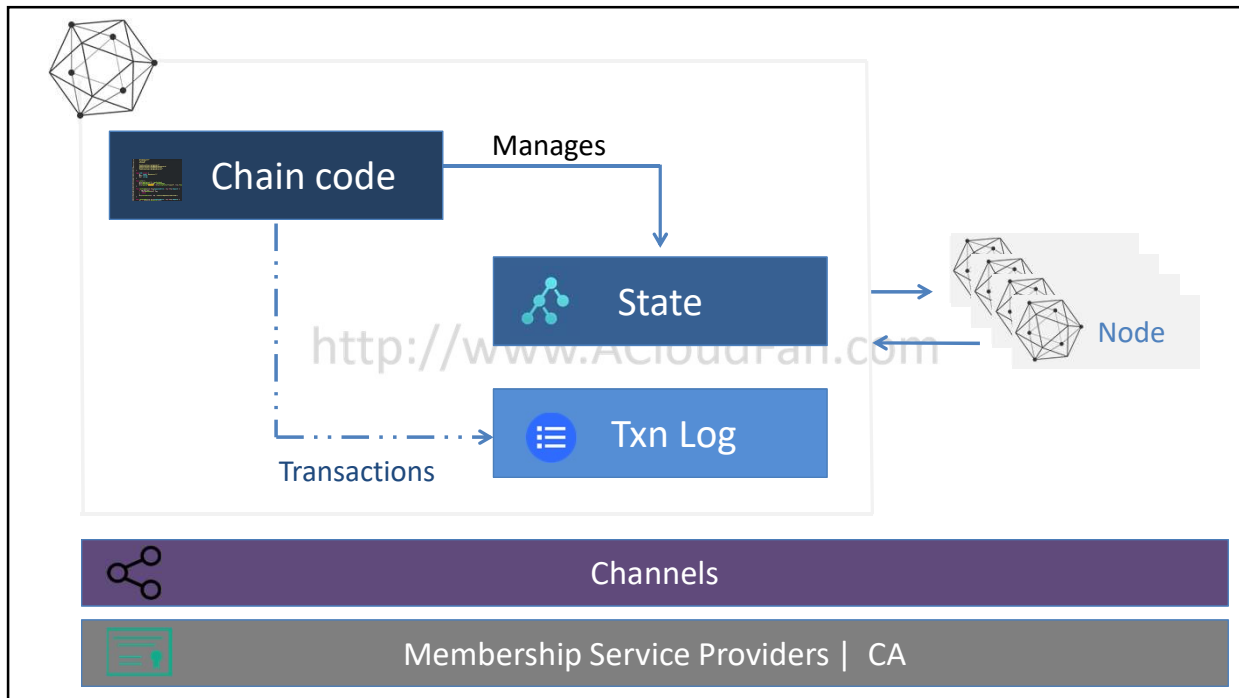 Manages
Chain code
State
http://www.ACloudFan.com
Node
Txn Log
Transactions
Channels
Membership Service Providers | CA